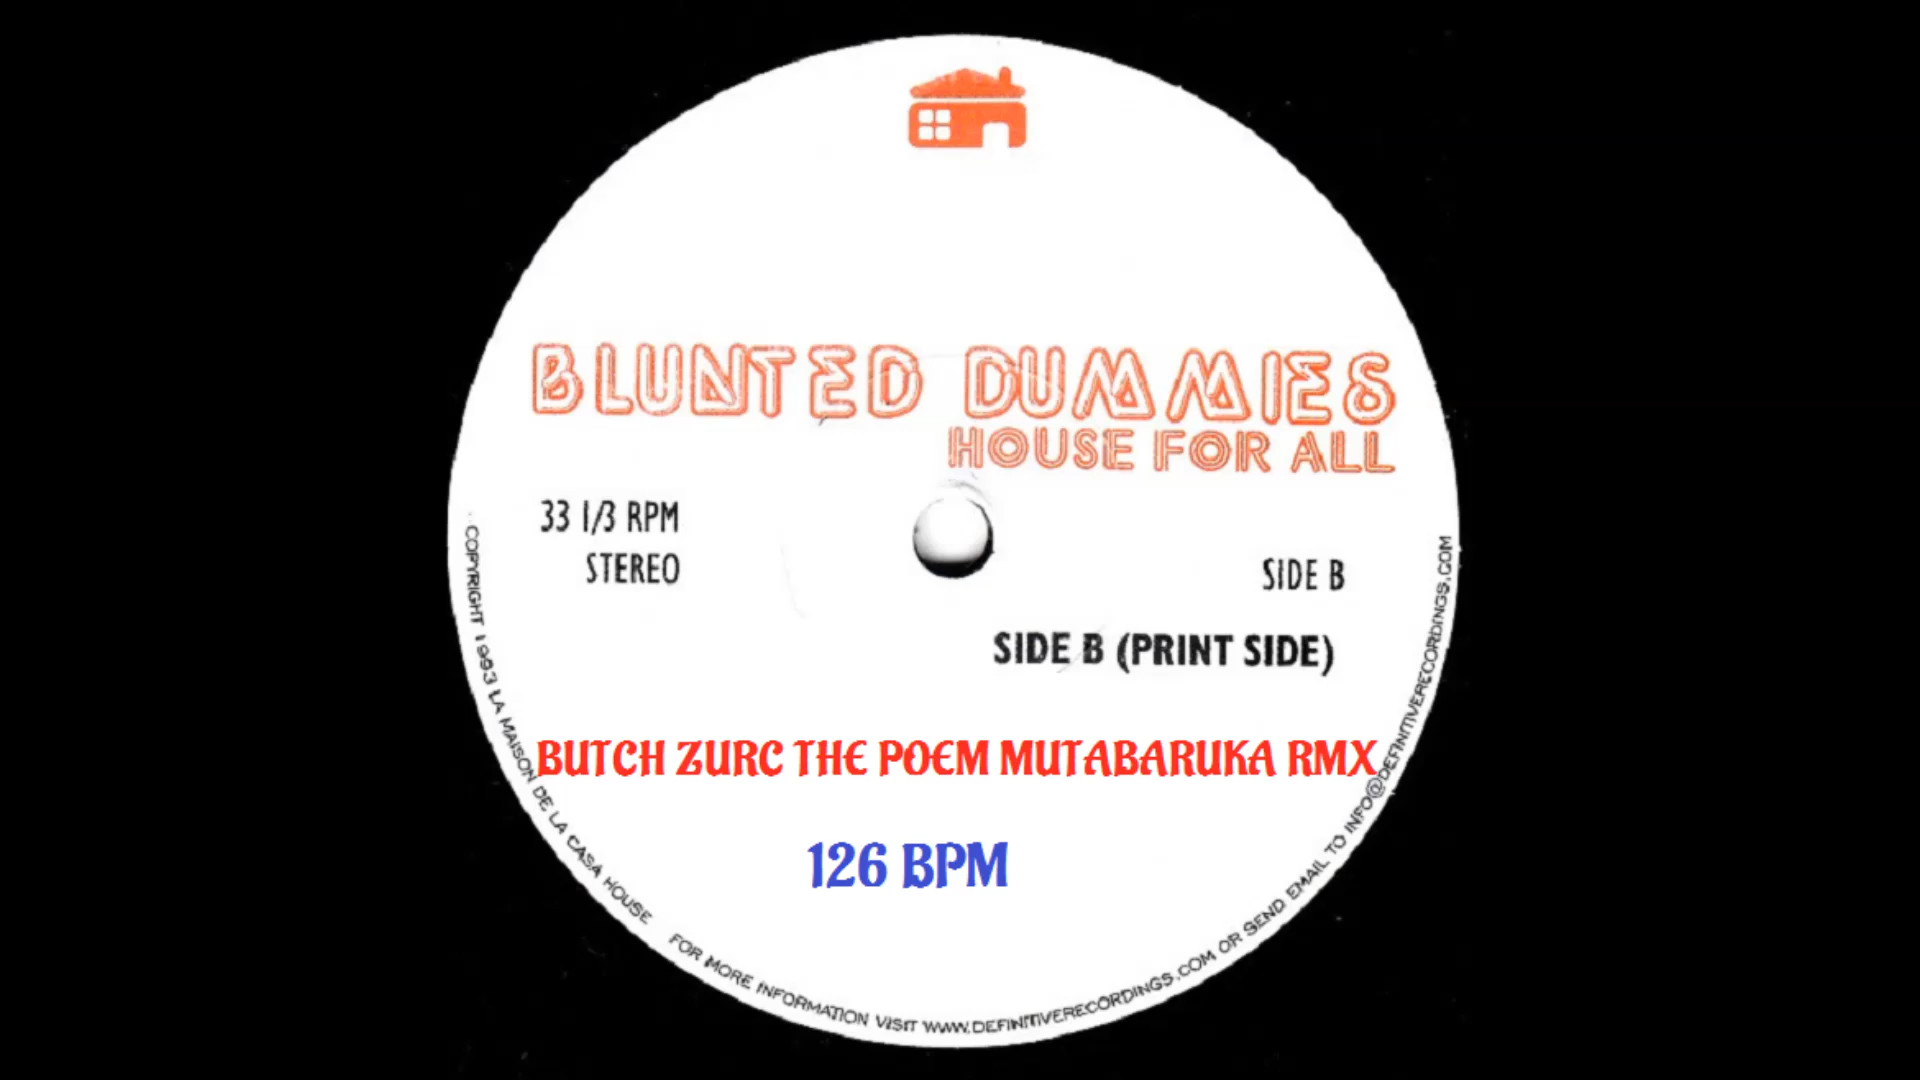 BLUNTED DUMMIES
HOUSE FOR ALL
33 1/3 RPM
STEREO
SIDE B
SIDE B (PRINT SIDE)
BUTCH ZURC THE POEM MUTABARUKA RMX
126 BPM
COPYRIGHT 1993 LA MAISON DE LA CASA HOUSE
FOR MORE INFORMATION VISIT WWW.DEFINITIVERECORDINGS.COM OR SEND EMAIL TO INFO@DEFINITIVERECORDINGS.COM